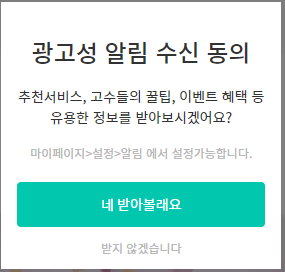 광고성 알림 수신 동의
추천서비스, 고수들의 꿀팁, 이벤트 혜택 등
유용한 정보를 받아보시겠어요?
마이페이지>설정>알림 에서 설정가능합니다.
네 받아볼래요
받지 않겠습니다